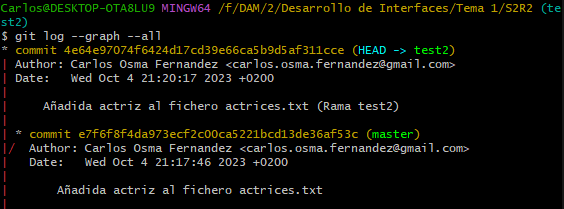 Carlos@DESKTOP-OTA8LU9 MINGW64 /f/DAM/2/Desarrollo de Interfaces/Tema 1/S2R2 (te
st2)
$ git log --graph --all
* commit 4e64e97074f6424d17cd39e66ca5b9d5af311cce (HEAD -> test2)
| Author: Carlos Osma Fernandez <carlos.osma.fernandez@gmail.com>
| Date:   Wed Oct 4 21:20:17 2023 +0200
|
|     Añadida actriz al fichero actrices.txt (Rama test2)
|
| * commit e7f6f8f4da973ecf2c00ca5221bcd13de36af53c (master)
|/  Author: Carlos Osma Fernandez <carlos.osma.fernandez@gmail.com>
|   Date:   Wed Oct 4 21:17:46 2023 +0200
|
|       Añadida actriz al fichero actrices.txt
|